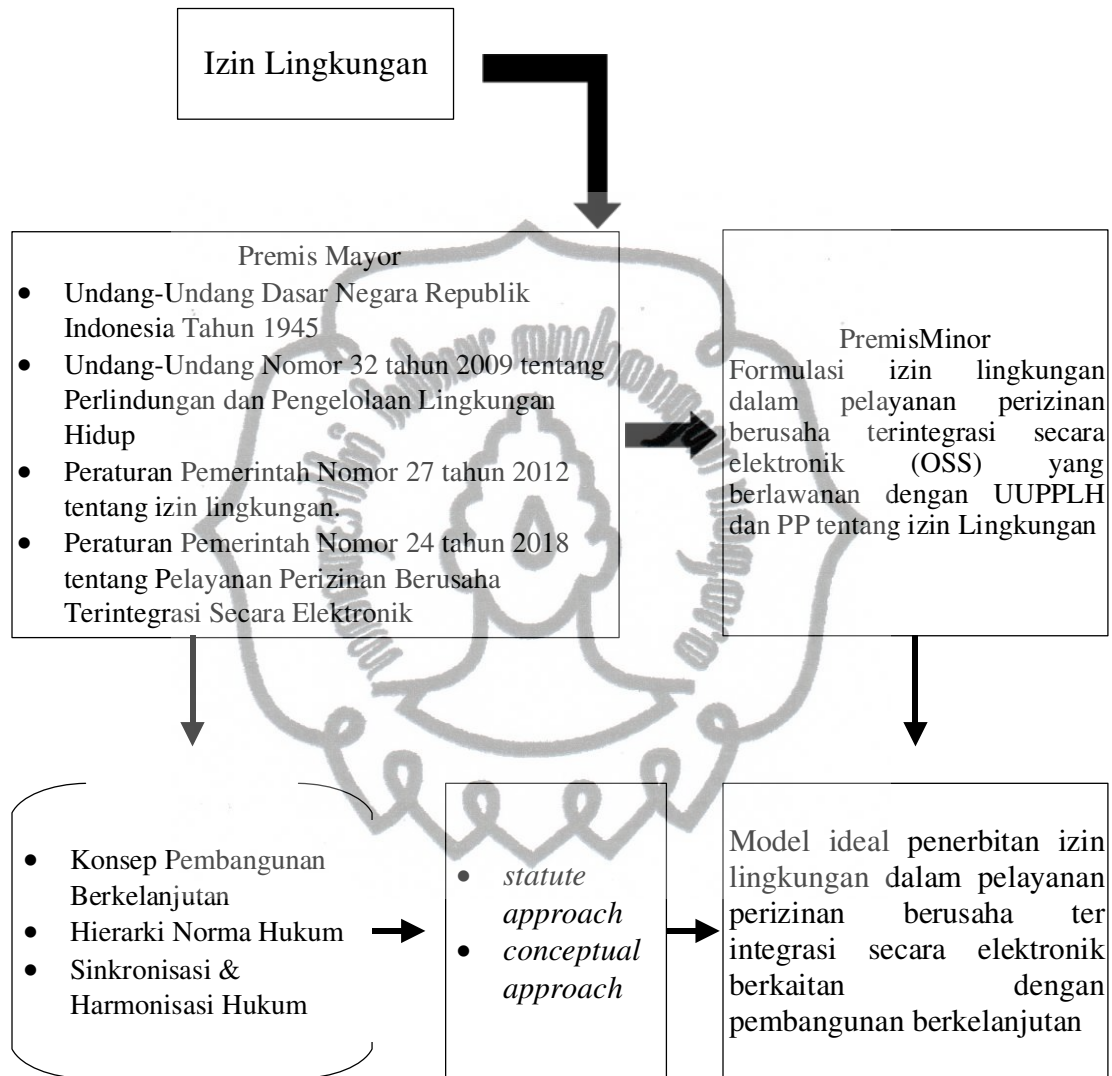 Izin Lingkungan
Premis Mayor
• Undang-Undang Dasar Negara Republik
Indonesia Tahun 1945
• Undang-Undang Nomor 32 tahun 2009 tentang
Perlindungan dan Pengelolaan Lingkungan
Hidup
• Peraturan Pemerintah Nomor 27 tahun 2012
tentang izin lingkungan.
• Peraturan Pemerintah Nomor 24 tahun 2018
tentang Pelayanan Perizinan Berusaha
Terintegrasi Secara Elektronik
PremisMinor
Formulasi izin lingkungan
dalam pelayanan perizinan
berusaha terintegrasi secara
elektronik (OSS) yang
berlawanan dengan UUPPLH
dan PP tentang izin Lingkungan
• Konsep Pembangunan
Berkelanjutan
• Hierarki Norma Hukum
• Sinkronisasi &
Harmonisasi Hukum
• statute
approach
• conceptual
approach
Model ideal penerbitan izin
lingkungan dalam pelayanan
perizinan berusaha ter
integrasi secara elektronik
berkaitan dengan
pembangunan berkelanjutan